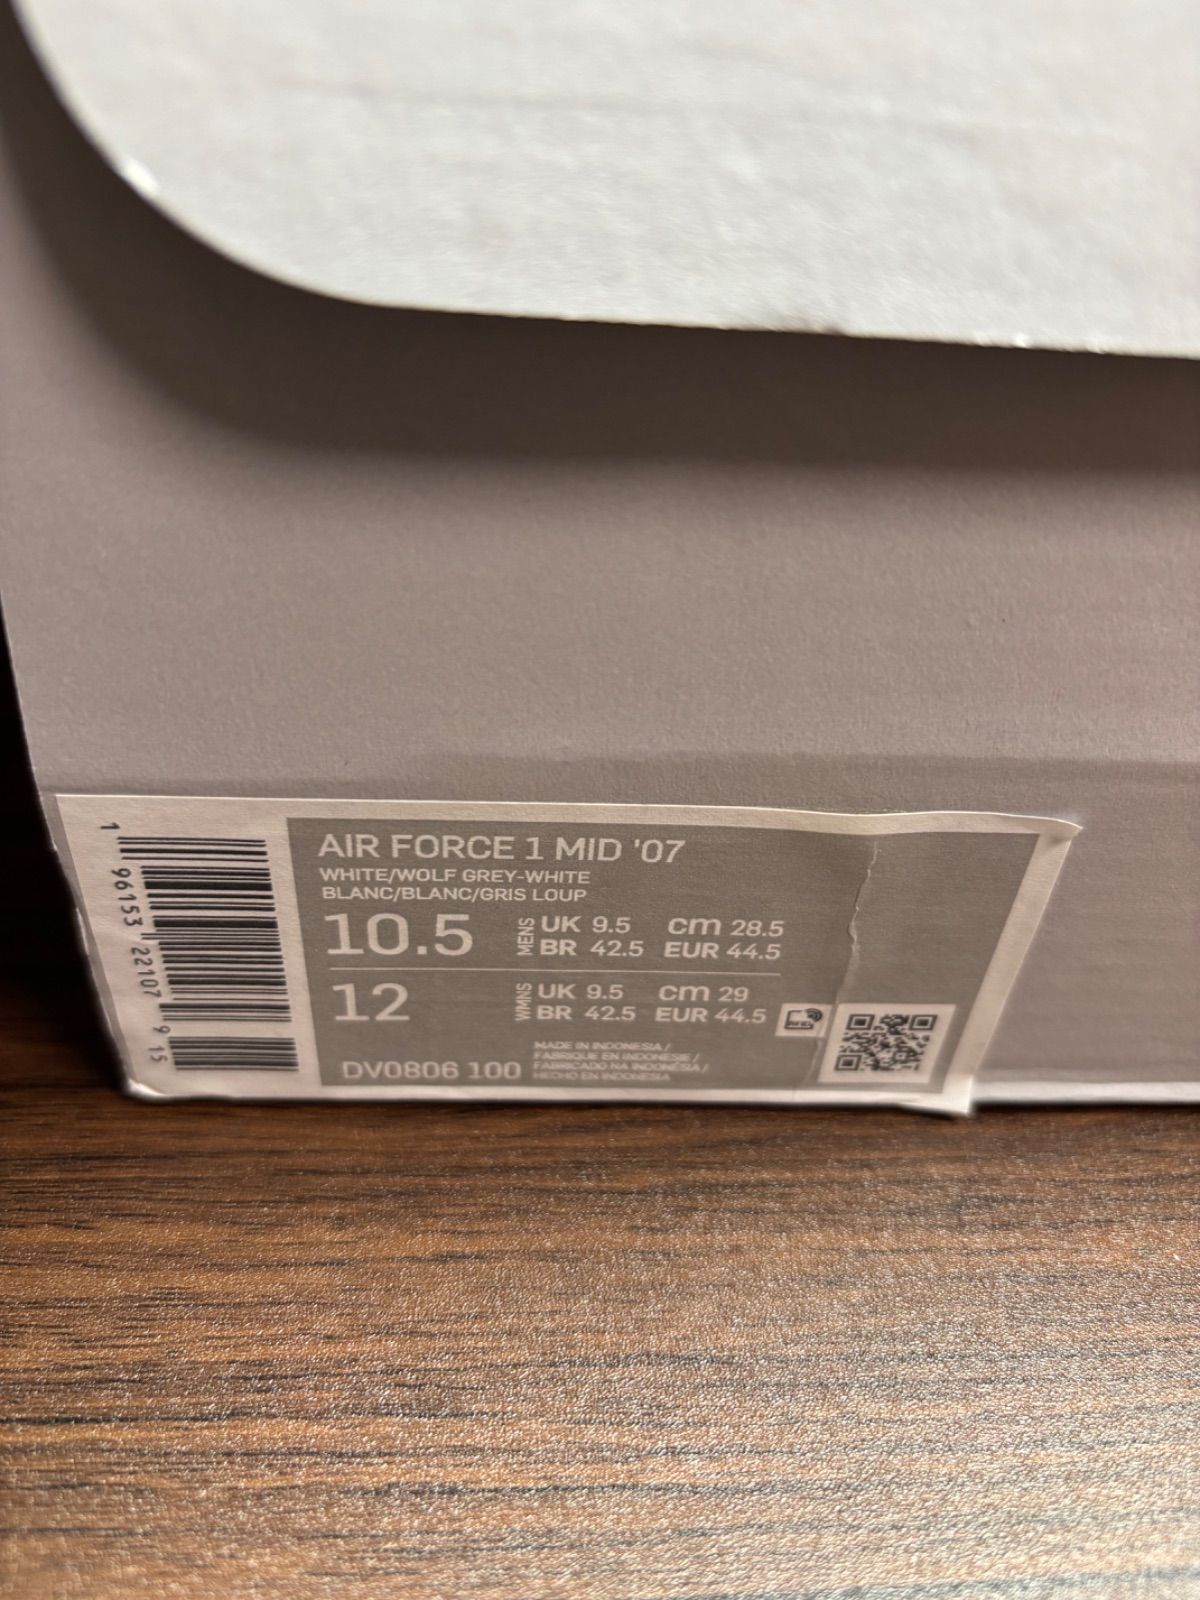 AIR FORCE 1 MID '07
WHITE/WOLF GREY-WHITE
BLANC/BLANC/GRIS LOUP
10.5 MENS UK 9.5 cm 28.5
BR 42.5 EUR 44.5
12 WMNS UK 9.5 cm 29
BR 42.5 EUR 44.5
DV0806 100
MADE IN INDONESIA /
FABRIQUE EN INDONESIE /
FABRICADO NA INDONÉSIA /
HECHO EN INDONESIA
1 96153 22107 9 15